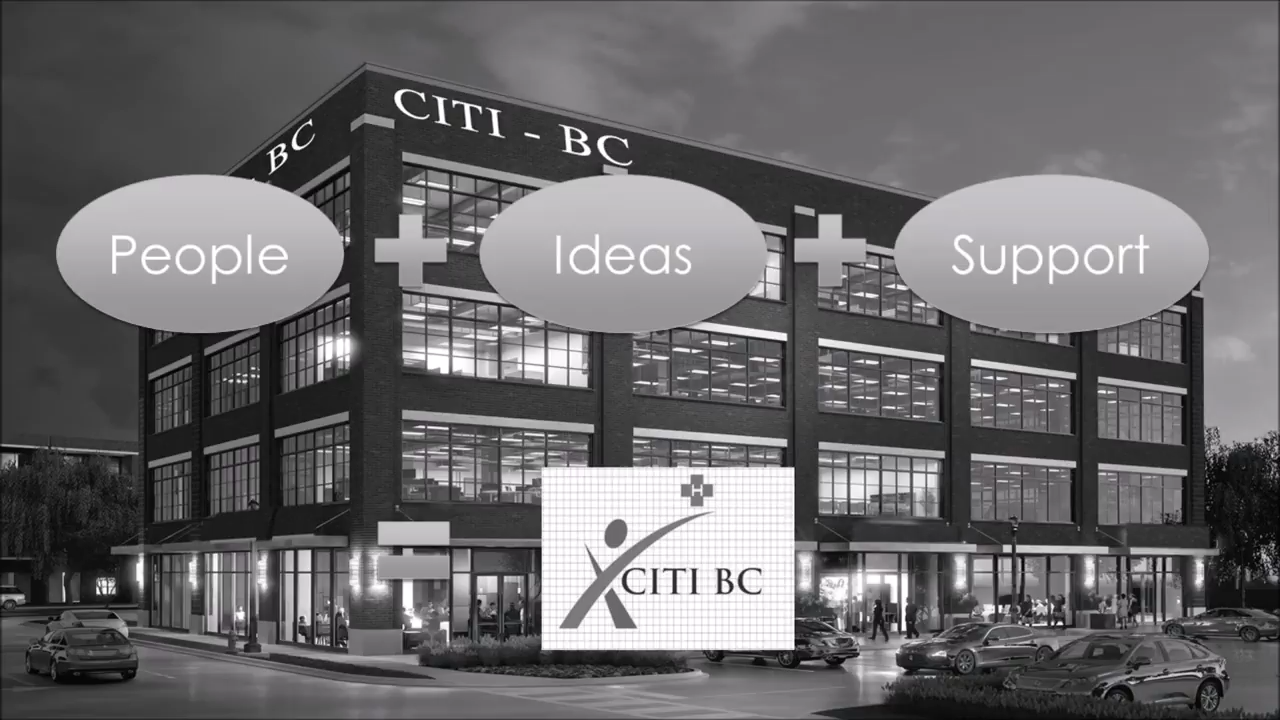 CITI - BC
BC
People + Ideas + Support
=
H
CITI BC